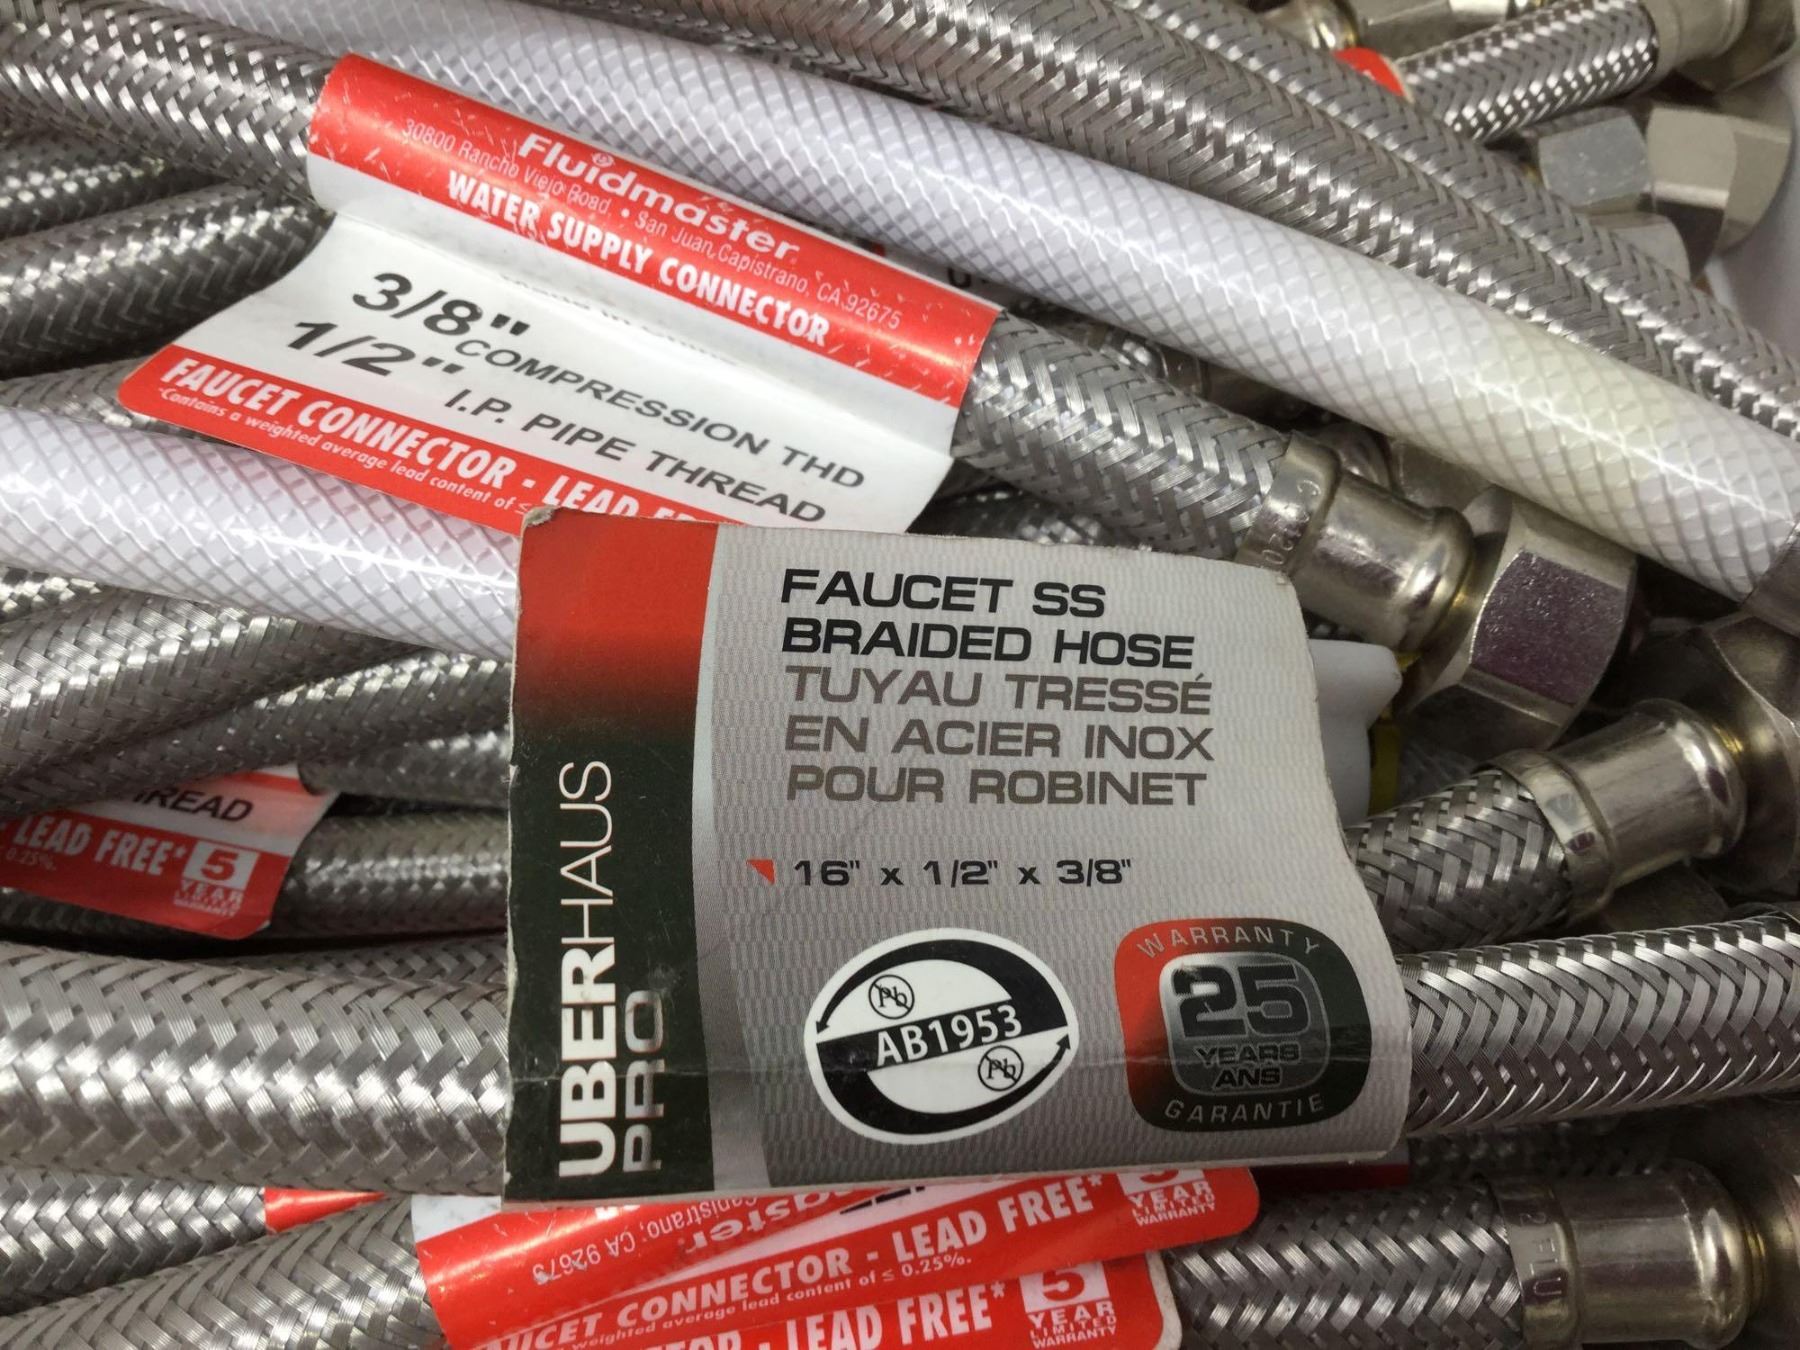 Fluidmaster
30800 Rancho Viejo Road, • San Juan Capistrano, CA 92675
WATER SUPPLY CONNECTOR
3/8"
COMPRESSION THD
1/2"
I.P. PIPE THREAD
FAUCET CONNECTOR - LEAD
*Contains a weighted average lead content of ≤
FAUCET SS
BRAIDED HOSE
TUYAU TRESSÉ
EN ACIER INOX
POUR ROBINET
16" x 1/2" x 3/8"
UBERHAUS
PRO
Pb
AB1953
Pb
WARRANTY
25
YEARS
ANS
GARANTIE
LEAD FREE* 5
0.25%.
YEAR
LIMITED
WARRANTY
Capistrano, CA 92675
CONNECTOR - LEAD FREE*
weighted average lead content of ≤ 0.25%.
YEAR
LIMITED
WARRANTY
LEAD FREE* 5
YEAR
LIMITED
WARRANTY